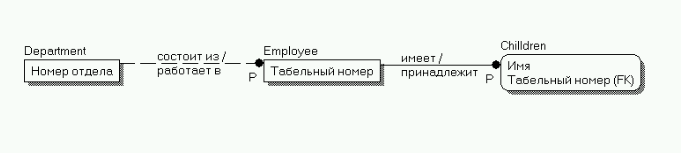 Department
Номер отдела
состоит из /
работает в
P
Employee
Табельный номер
имеет /
принадлежит
P
Chilldren
Имя
Табельный номер (FK)